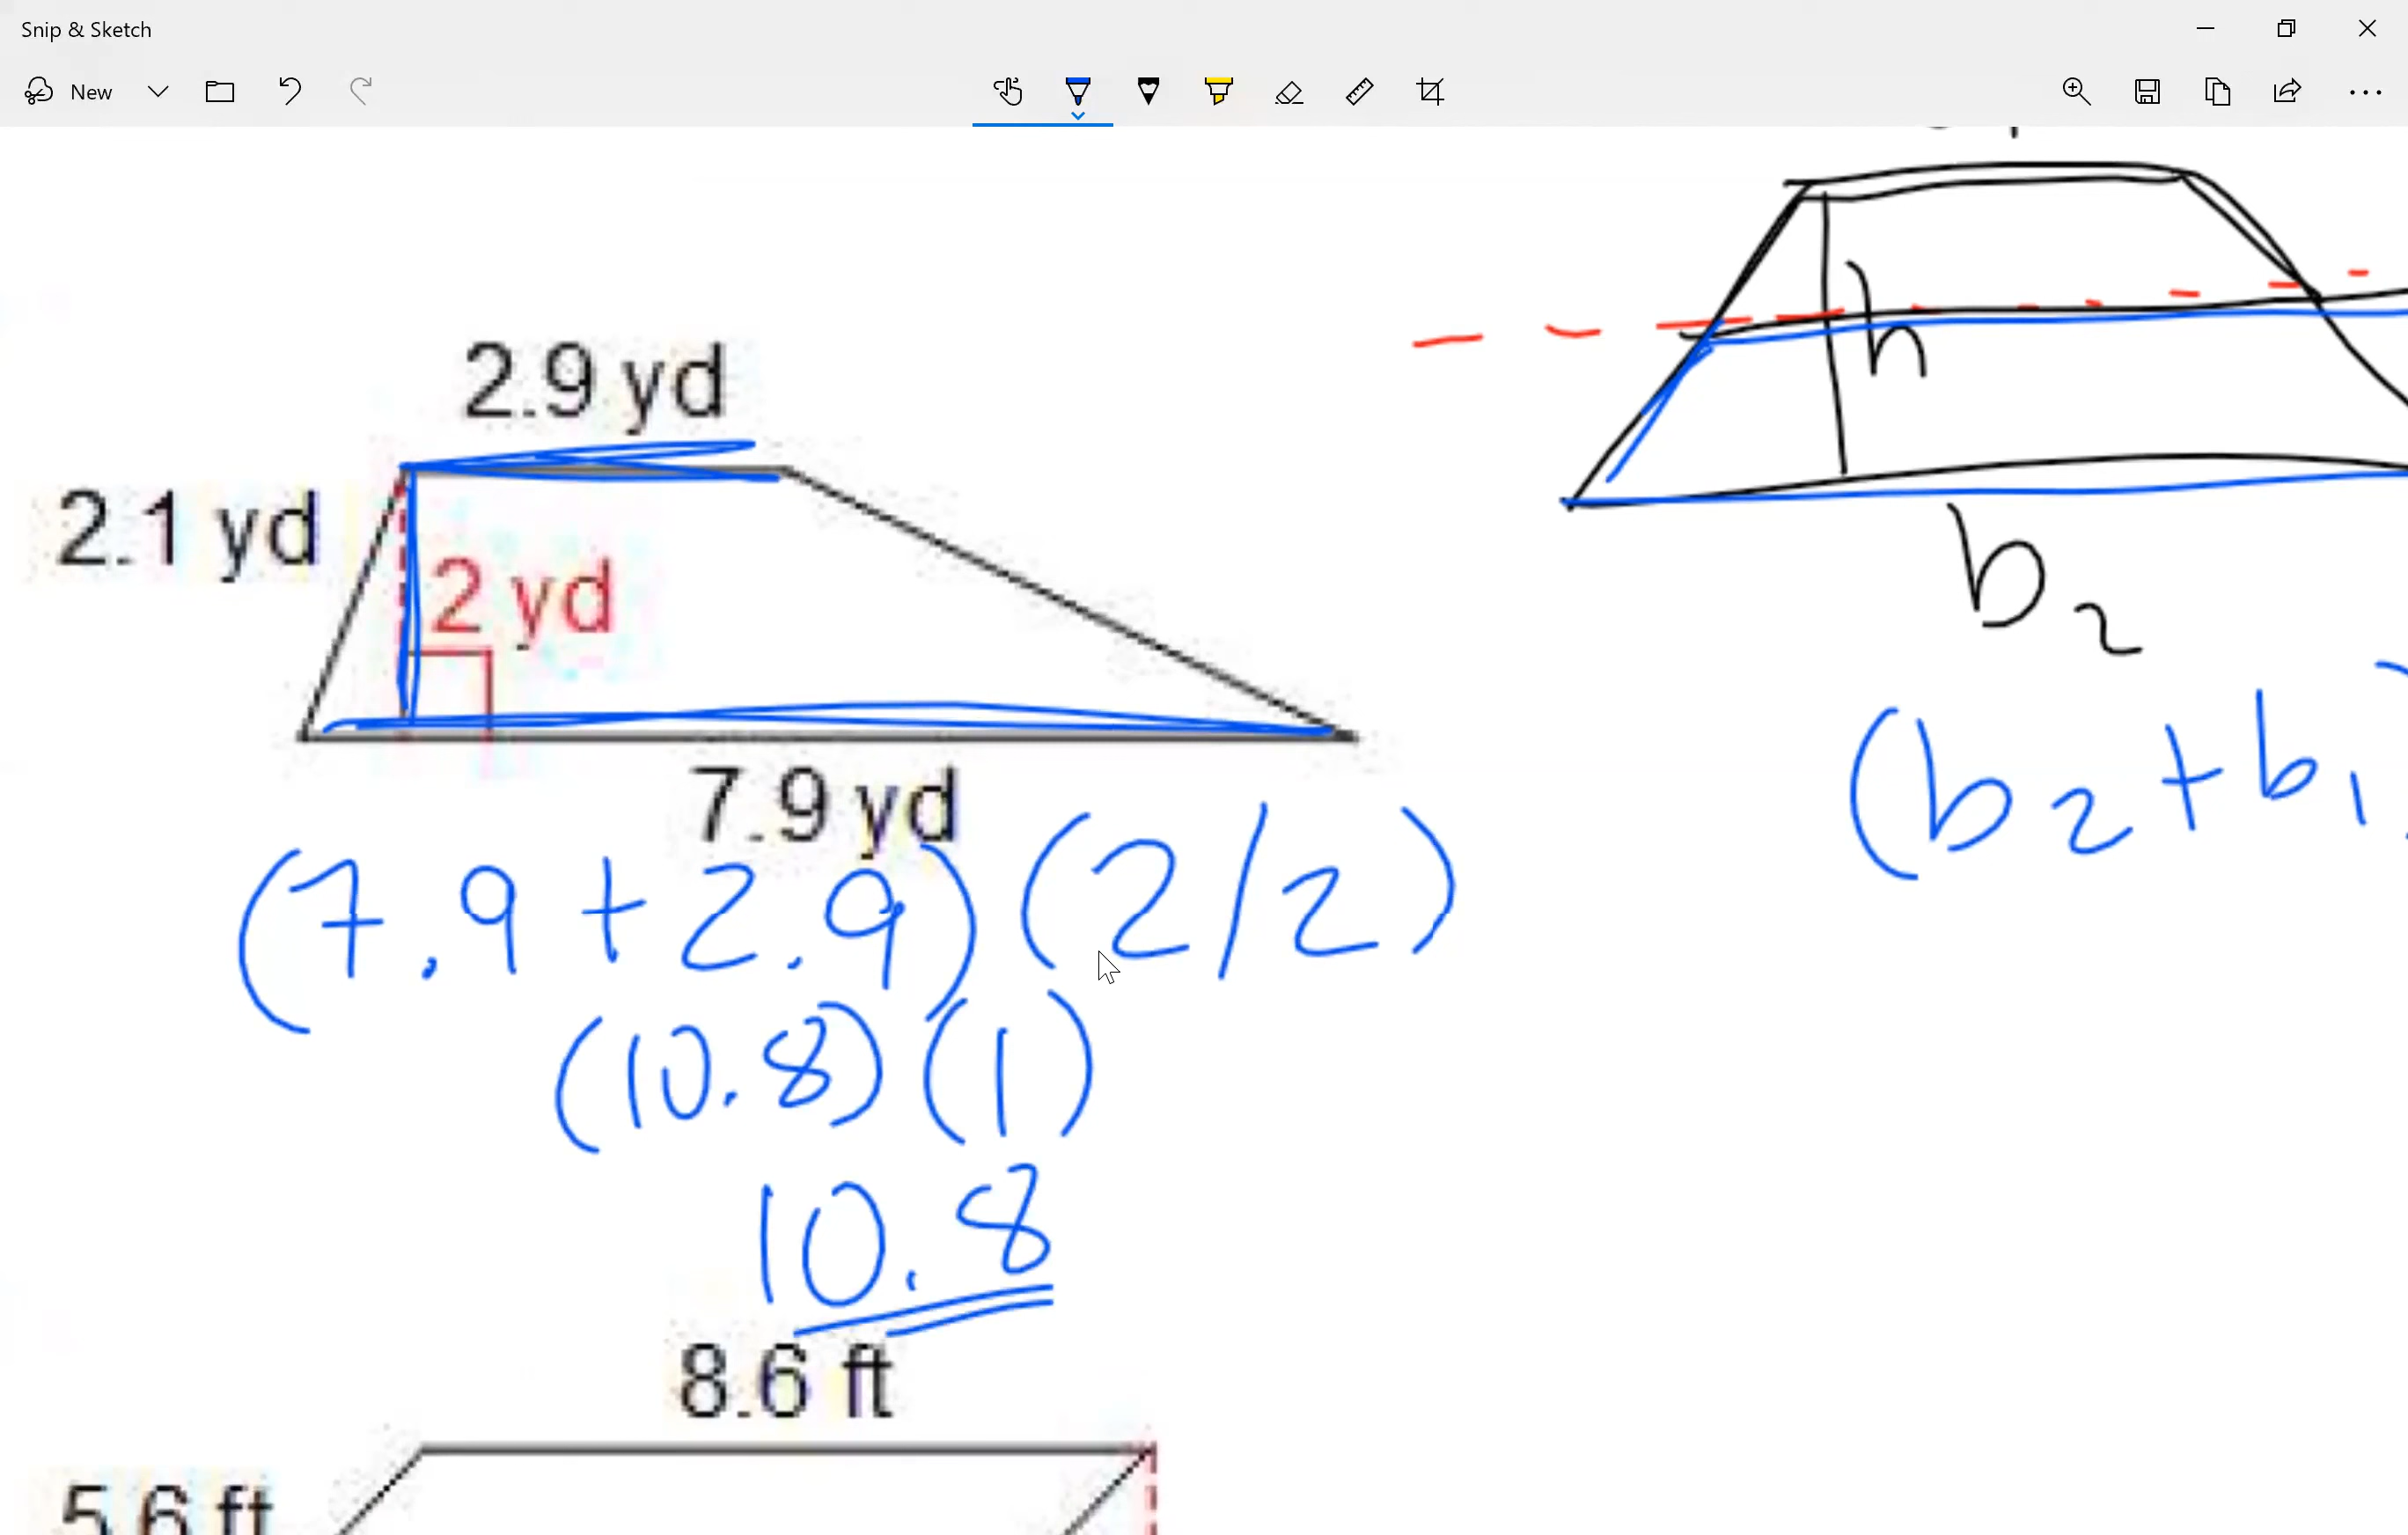 Snip & Sketch
New
2.9 yd
h
2.1 yd
2 yd
b2
7.9 yd
(b2+b1
(7.9+2.9)(2/2)
(10.8)(1)
10.8
8.6 ft
5.6 ft